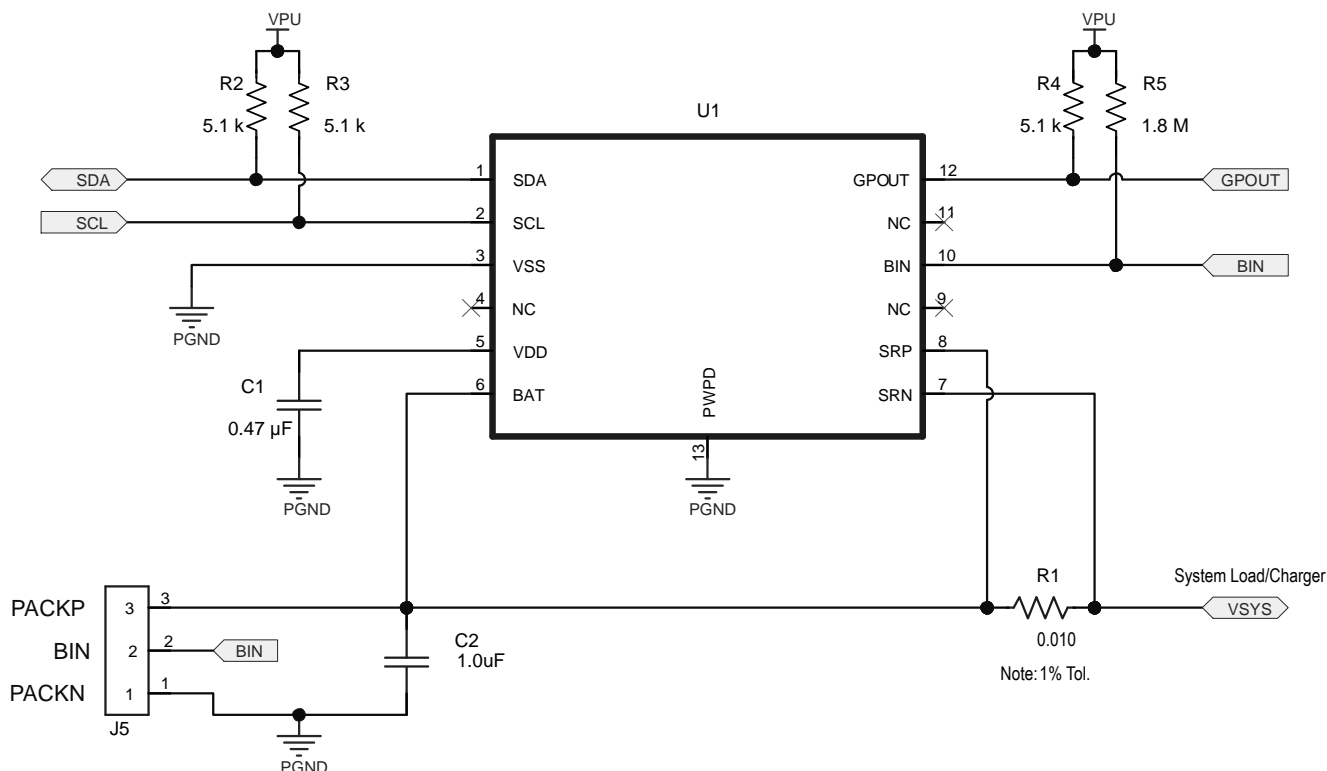 VPU
VPU
R2
R3
R4
R5
5.1 k
5.1 k
5.1 k
1.8 M
U1
SDA
1
SDA
GPOUT
12
GPOUT
SCL
2
SCL
NC
11
3
VSS
BIN
10
BIN
PGND
4
NC
NC
9
5
VDD
SRP
8
C1
0.47 µF
6
BAT
SRN
7
PWPD
13
PGND
PGND
R1
System Load/Charger
PACKP
3
3
VSYS
0.010
Note: 1% Tol.
C2
1.0uF
BIN
2
2
BIN
PACKN
1
1
J5
PGND